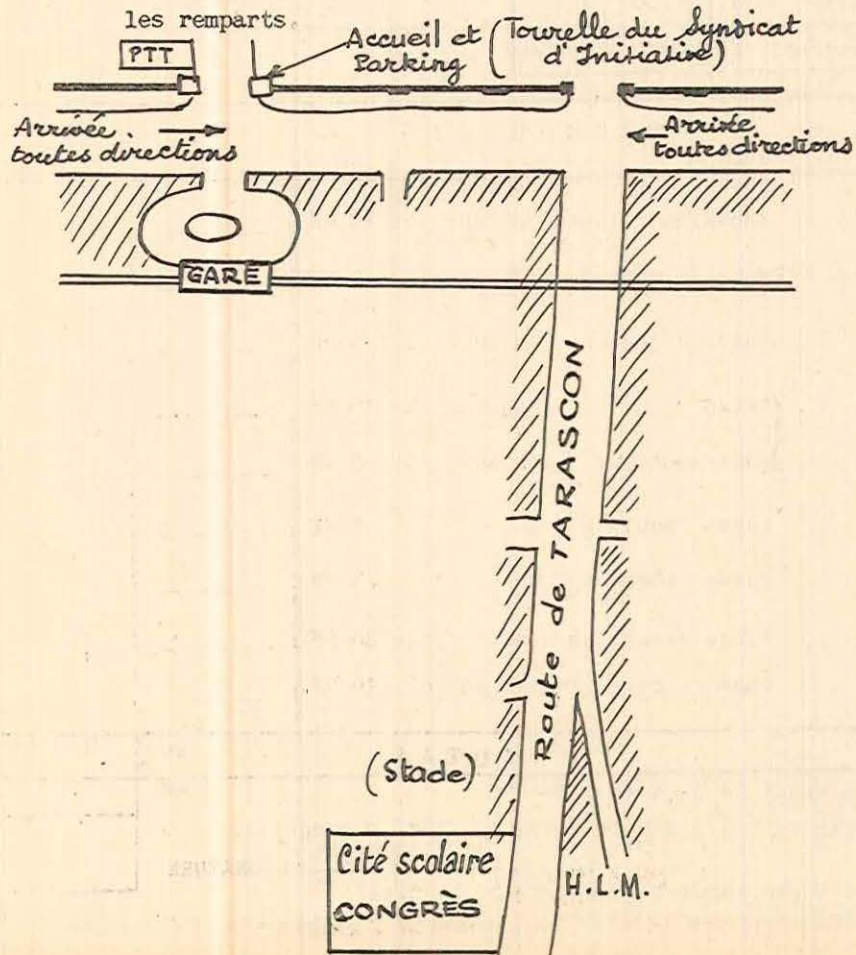 les remparts.
PTT
Accueil et
Parking
(Tourelle du Syndicat
d'Initiative)
Arrivée.
toutes directions
Arrivée
toutes directions
GARE
Route de TARASCON
(Stade)
Cité scolaire
CONGRÈS
H.L.M.